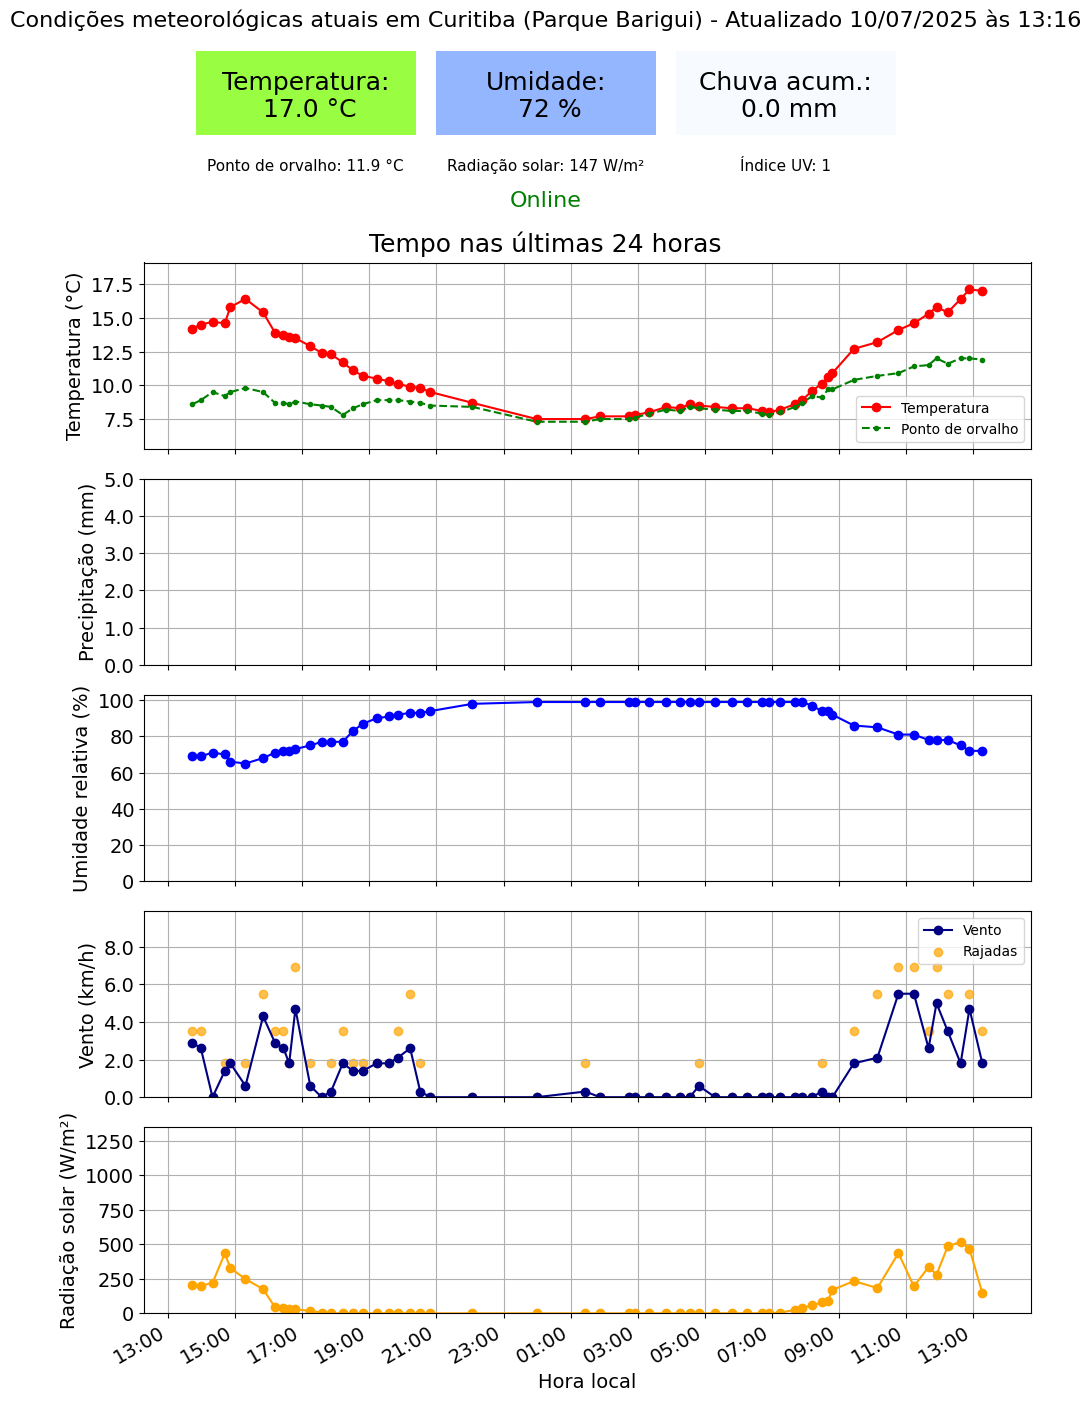 Condições meteorológicas atuais em Curitiba (Parque Barigui) - Atualizado 10/07/2025 às 13:16
Temperatura:
17.0 °C
Umidade:
72 %
Chuva acum.:
0.0 mm
Ponto de orvalho: 11.9 °C
Radiação solar: 147 W/m²
Índice UV: 1
Online
Tempo nas últimas 24 horas
Temperatura (°C)
17.5
15.0
12.5
10.0
7.5
Temperatura
Ponto de orvalho
Precipitação (mm)
5.0
4.0
3.0
2.0
1.0
0.0
Umidade relativa (%)
100
80
60
40
20
0
Vento (km/h)
8.0
6.0
4.0
2.0
0.0
Vento
Rajadas
Radiação solar (W/m²)
1250
1000
750
500
250
0
13:00
15:00
17:00
19:00
21:00
23:00
01:00
03:00
05:00
07:00
09:00
11:00
13:00
Hora local